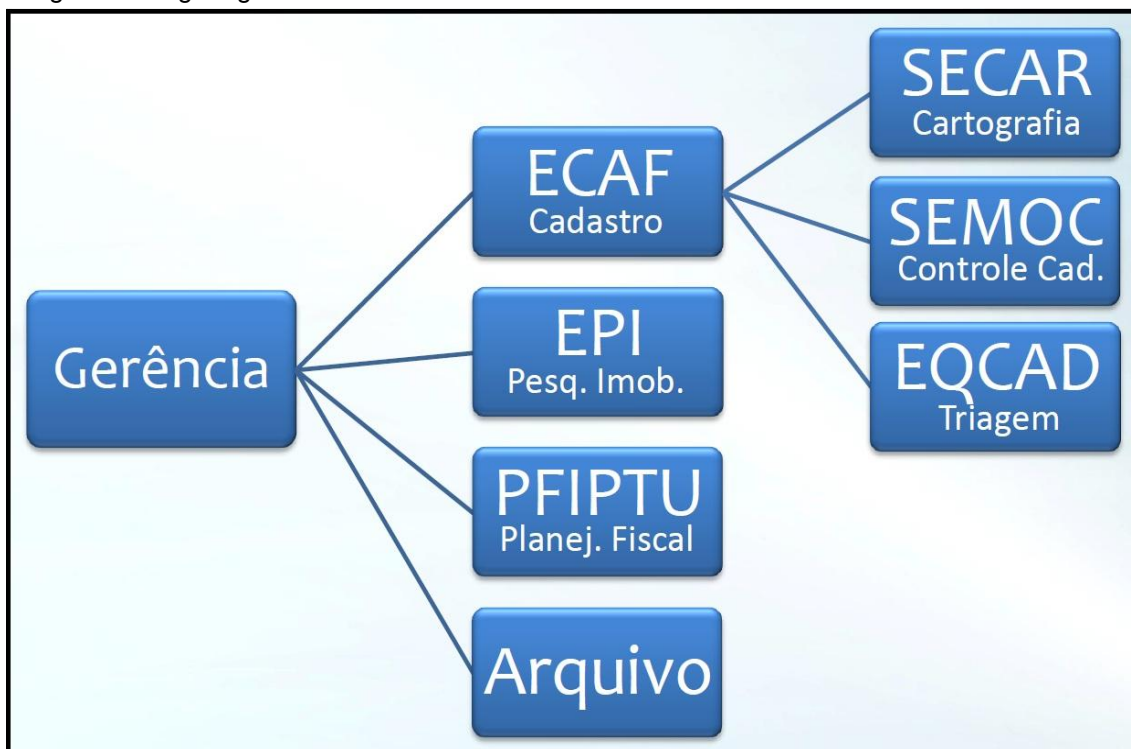 Gerência
ECAF
Cadastro
EPI
Pesq. Imob.
PFIPTU
Planej. Fiscal
Arquivo
SECAR
Cartografia
SEMOC
Controle Cad.
EQCAD
Triagem